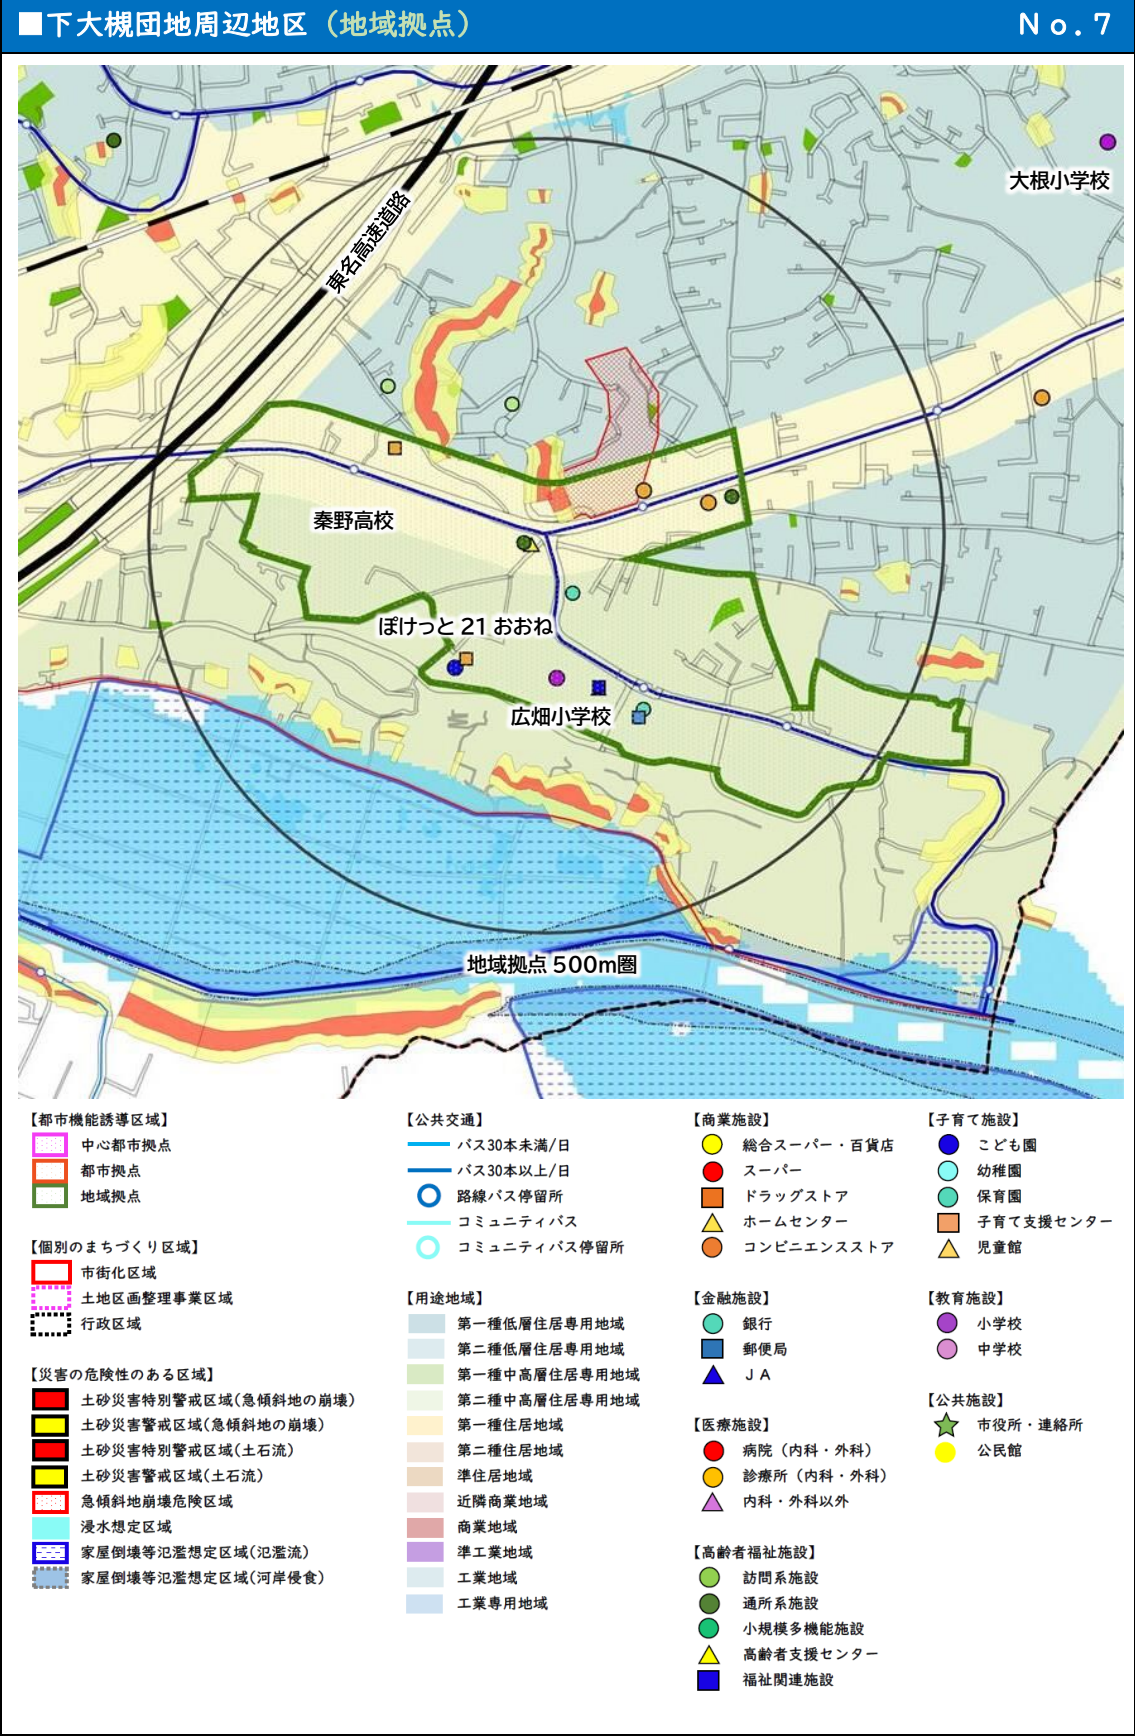 ■下大槻団地周辺地区（地域拠点） Ｎｏ．７
大根小学校
東名高速道路
秦野高校
ぽけっと 21 おおね
広畑小学校
地域拠点 500m圏
【都市機能誘導区域】
中心都市拠点
都市拠点
地域拠点
【個別のまちづくり区域】
市街化区域
土地区画整理事業区域
行政区域
【災害の危険性のある区域】
土砂災害特別警戒区域(急傾斜地の崩壊)
土砂災害警戒区域(急傾斜地の崩壊)
土砂災害特別警戒区域(土石流)
土砂災害警戒区域(土石流)
急傾斜地崩壊危険区域
浸水想定区域
家屋倒壊等氾濫想定区域(氾濫流)
家屋倒壊等氾濫想定区域(河岸侵食)
【公共交通】
バス30本未満/日
バス30本以上/日
路線バス停留所
コミュニティバス
コミュニティバス停留所
【用途地域】
第一種低層住居専用地域
第二種低層住居専用地域
第一種中高層住居専用地域
第二種中高層住居専用地域
第一種住居地域
第二種住居地域
準住居地域
近隣商業地域
商業地域
準工業地域
工業地域
工業専用地域
【商業施設】
総合スーパー・百貨店
スーパー
ドラッグストア
ホームセンター
コンビニエンスストア
【金融施設】
銀行
郵便局
ＪＡ
【医療施設】
病院（内科・外科）
診療所（内科・外科）
内科・外科以外
【高齢者福祉施設】
訪問系施設
通所系施設
小規模多機能施設
高齢者支援センター
福祉関連施設
【子育て施設】
こども園
幼稚園
保育園
子育て支援センター
児童館
【教育施設】
小学校
中学校
【公共施設】
市役所・連絡所
公民館